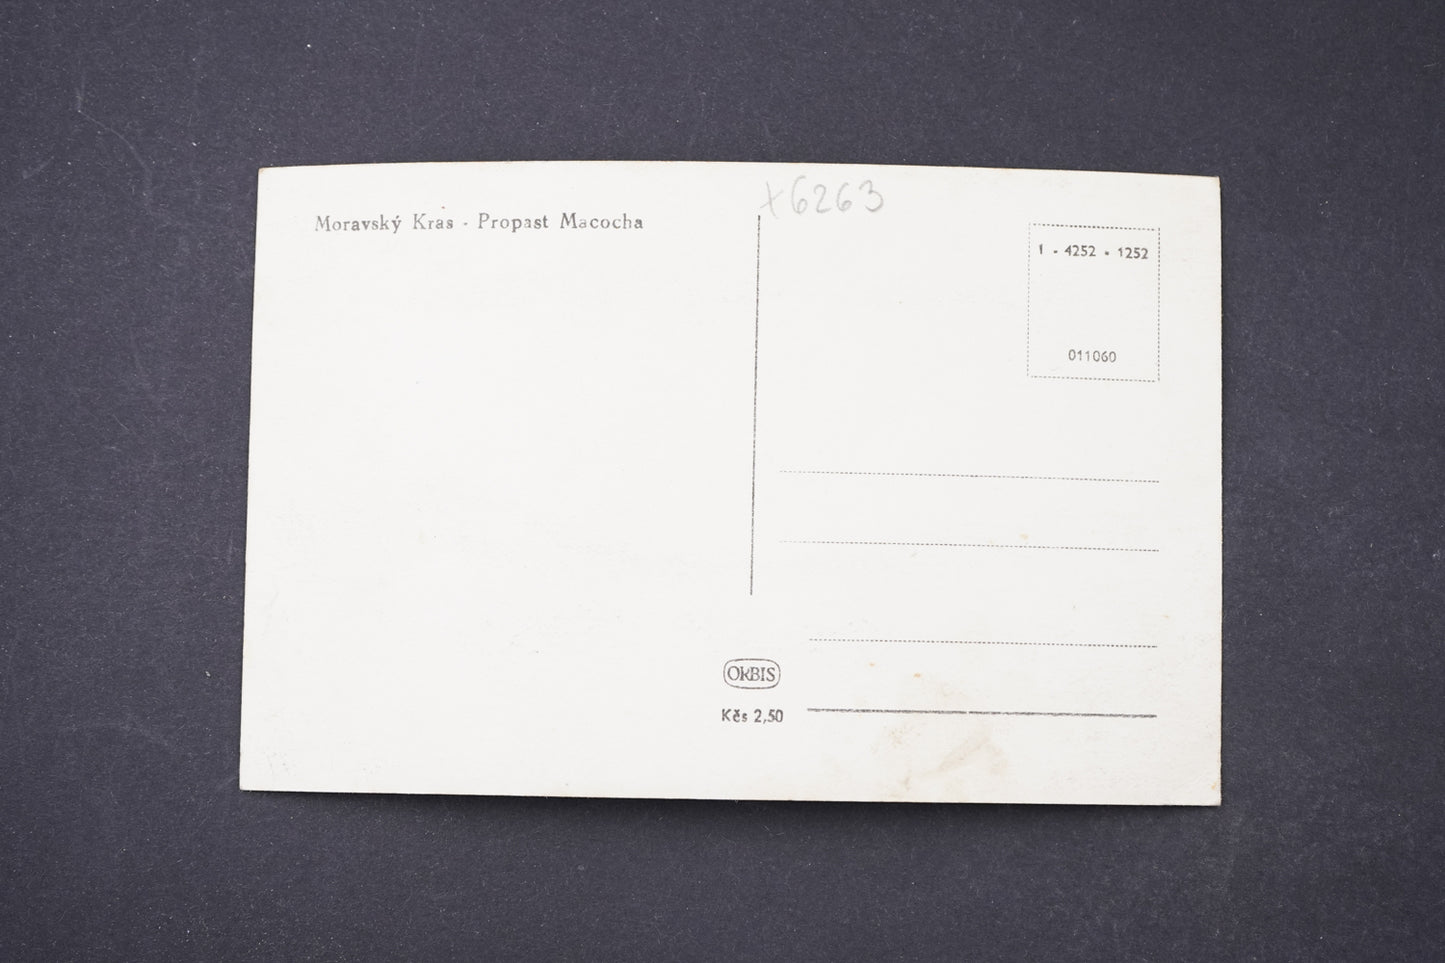 Moravský Kras - Propast Macocha
x6263
1 - 4252 - 1252
011060
ORBIS
Kčs 2,50